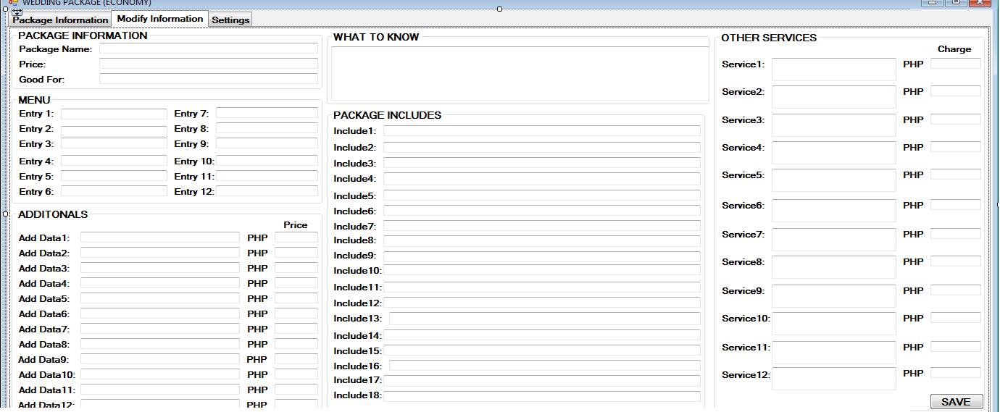 WEDDING PACKAGE (ECONOMY)
Package Information Modify Information Settings
PACKAGE INFORMATION
Package Name:
Price:
Good For:
MENU
Entry 1: Entry 7:
Entry 2: Entry 8:
Entry 3: Entry 9:
Entry 4: Entry 10:
Entry 5: Entry 11:
Entry 6: Entry 12:
ADDITONALS
Price
Add Data1: PHP
Add Data2: PHP
Add Data3: PHP
Add Data4: PHP
Add Data5: PHP
Add Data6: PHP
Add Data7: PHP
Add Data8: PHP
Add Data9: PHP
Add Data10: PHP
Add Data11: PHP
Add Data12: PHP
WHAT TO KNOW
PACKAGE INCLUDES
Include1:
Include2:
Include3:
Include4:
Include5:
Include6:
Include7:
Include8:
Include9:
Include10:
Include11:
Include12:
Include13:
Include14:
Include15:
Include16:
Include17:
Include18:
OTHER SERVICES
Charge
Service1: PHP
Service2: PHP
Service3: PHP
Service4: PHP
Service5: PHP
Service6: PHP
Service7: PHP
Service8: PHP
Service9: PHP
Service10: PHP
Service11: PHP
Service12: PHP
SAVE